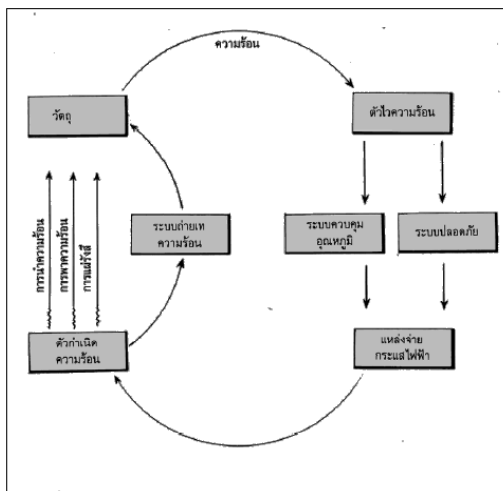 ความร้อน
วัตถุ
ตัวไวความร้อน
การนำความร้อน
การพาความร้อน
การแผ่รังสี
ระบบถ่ายเท
ความร้อน
ระบบควบคุม
อุณหภูมิ
ระบบปลอดภัย
ตัวกำเนิด
ความร้อน
แหล่งจ่าย
กระแสไฟฟ้า